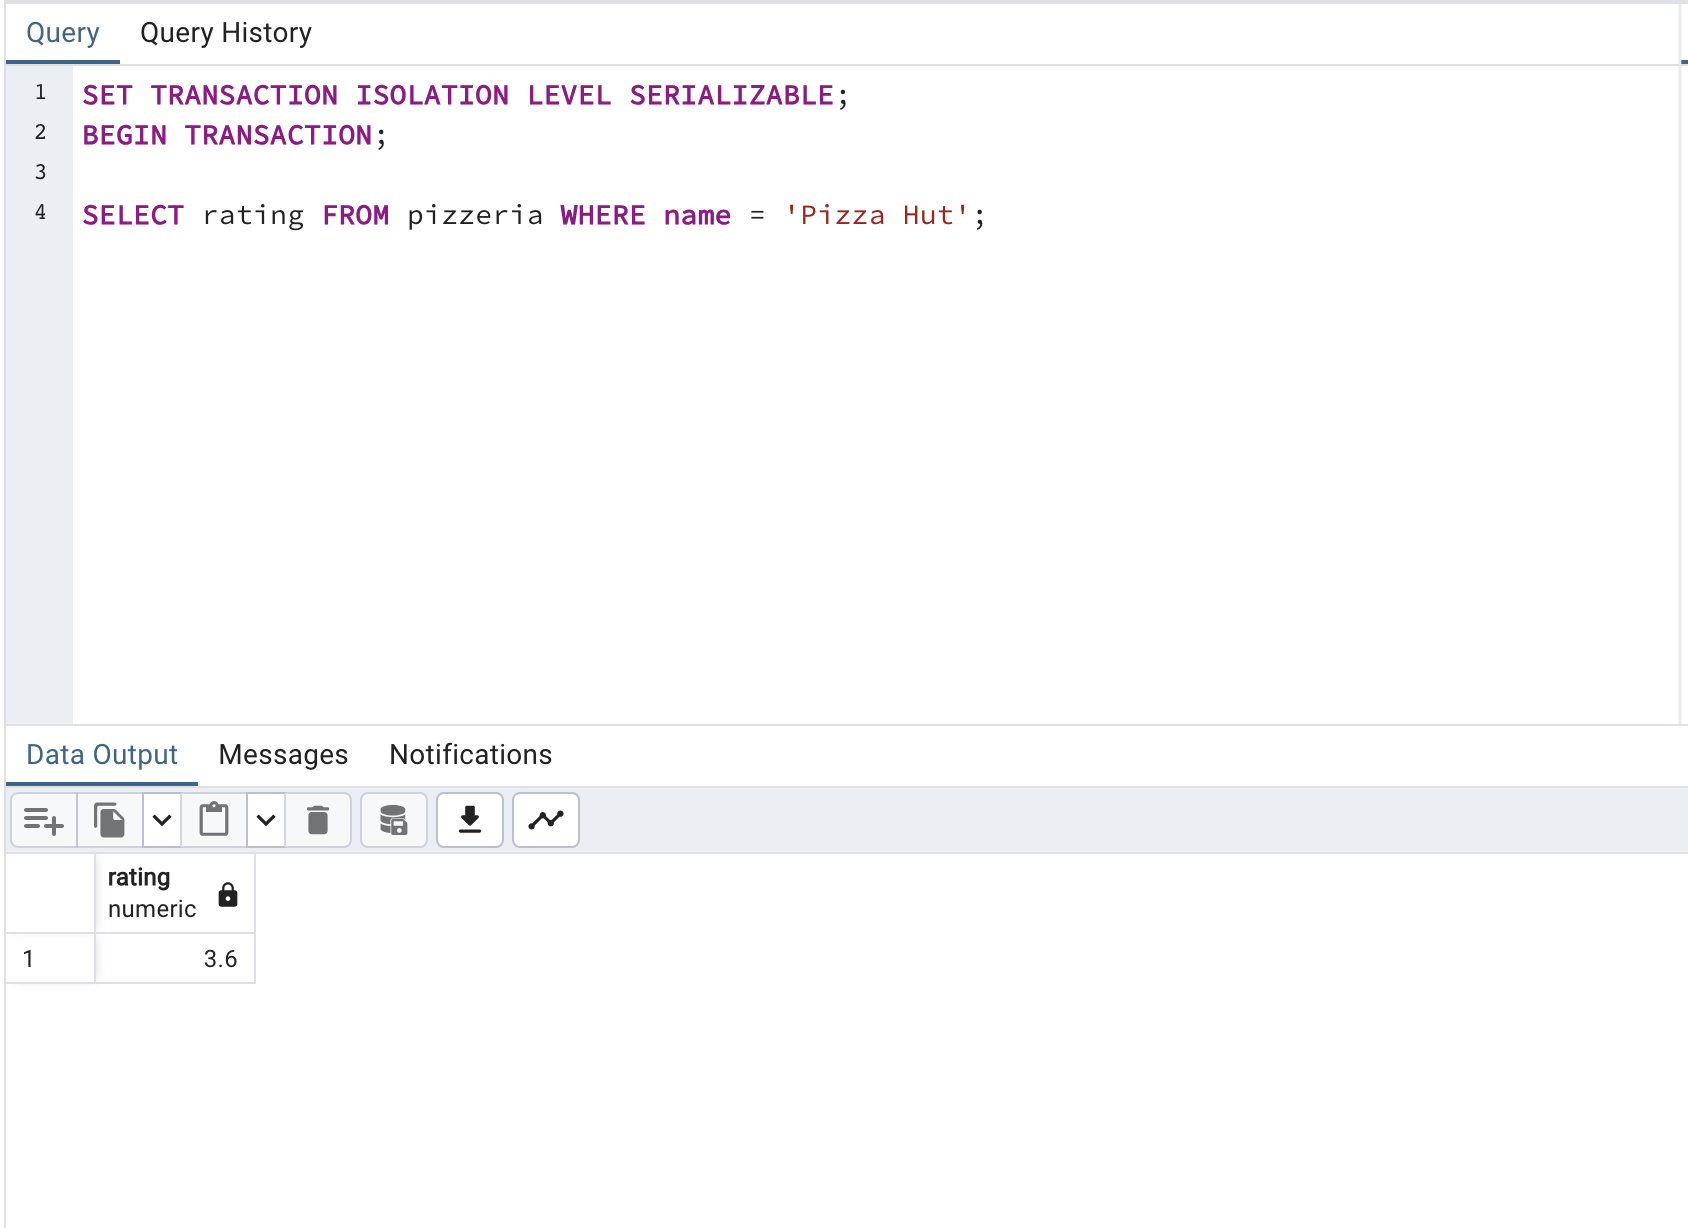 Query Query History
1 SET TRANSACTION ISOLATION LEVEL SERIALIZABLE;
2 BEGIN TRANSACTION;
3
4 SELECT rating FROM pizzeria WHERE name = 'Pizza Hut';
Data Output Messages Notifications
rating
numeric
1 3.6